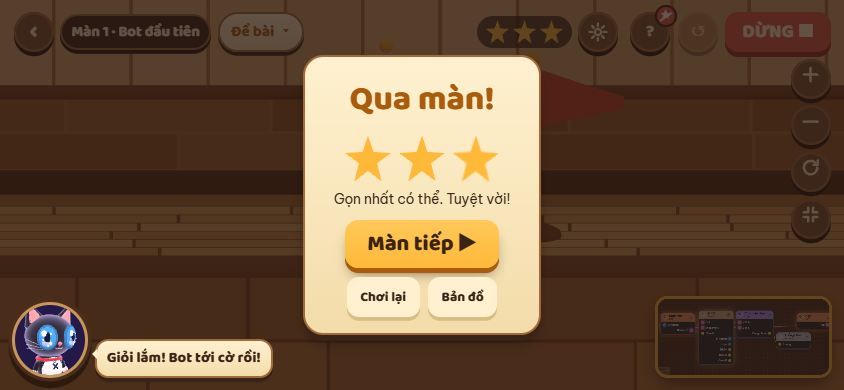 Màn 1 · Bot đầu tiên
Đề bài
?
DỪNG
Qua màn!
Gọn nhất có thể. Tuyệt vời!
Màn tiếp
Chơi lại
Bản đồ
Giỏi lắm! Bot tới cờ rồi!